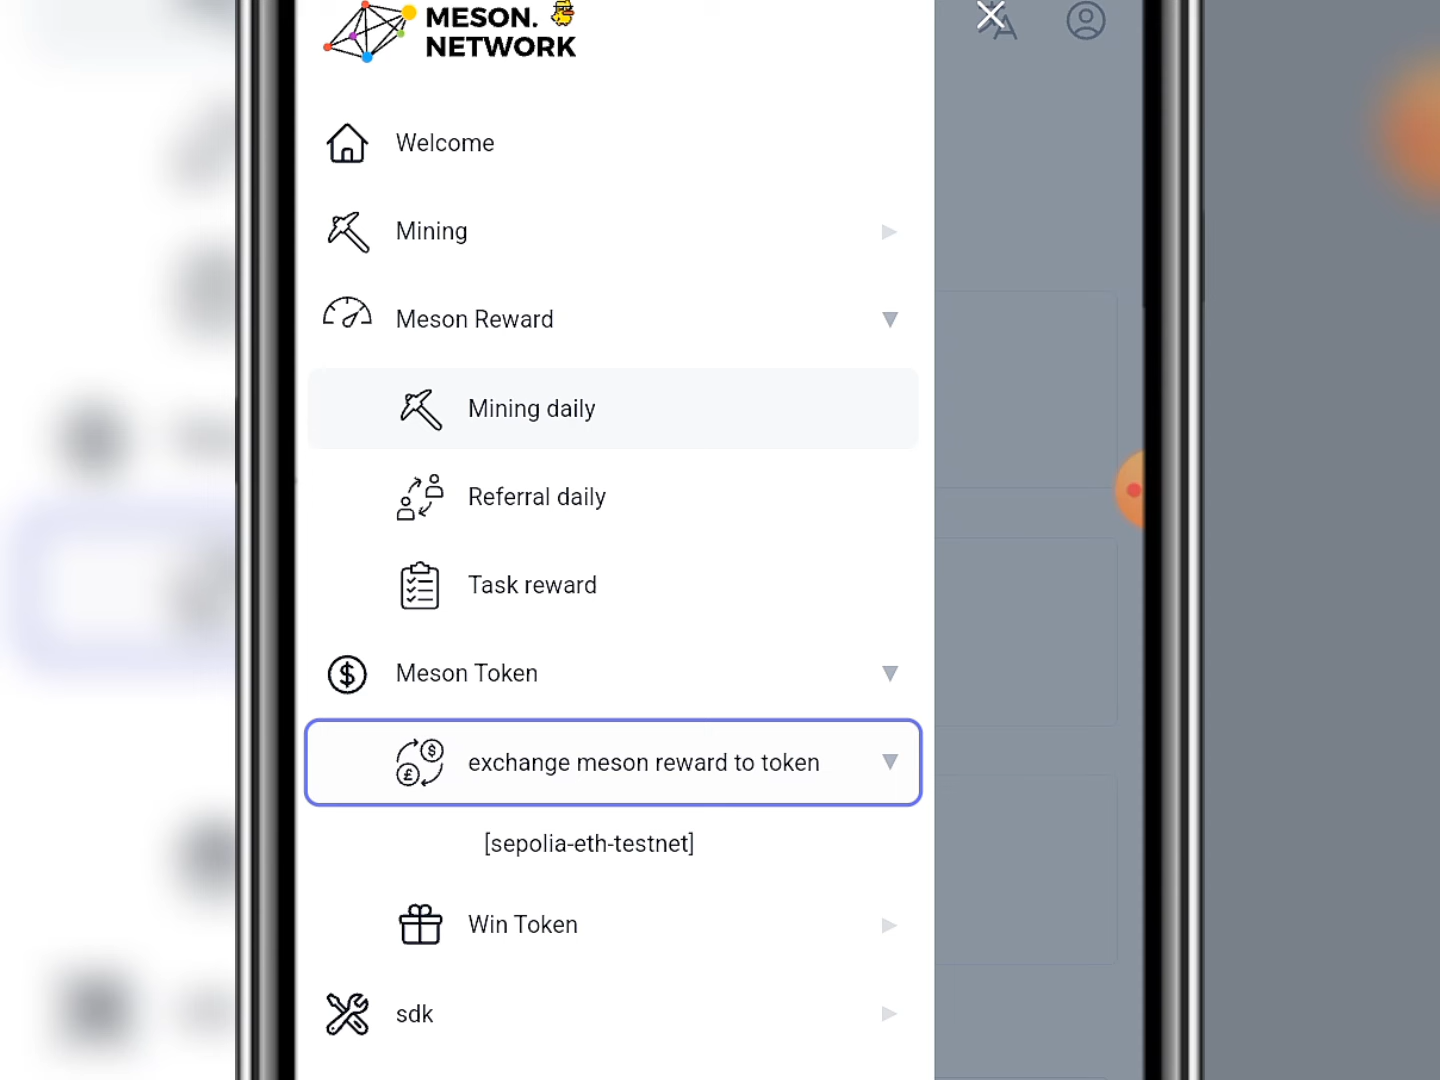 MESON.
NETWORK
Welcome
Mining
Meson Reward
Mining daily
Referral daily
Task reward
Meson Token
exchange meson reward to token
[sepolia-eth-testnet]
Win Token
sdk